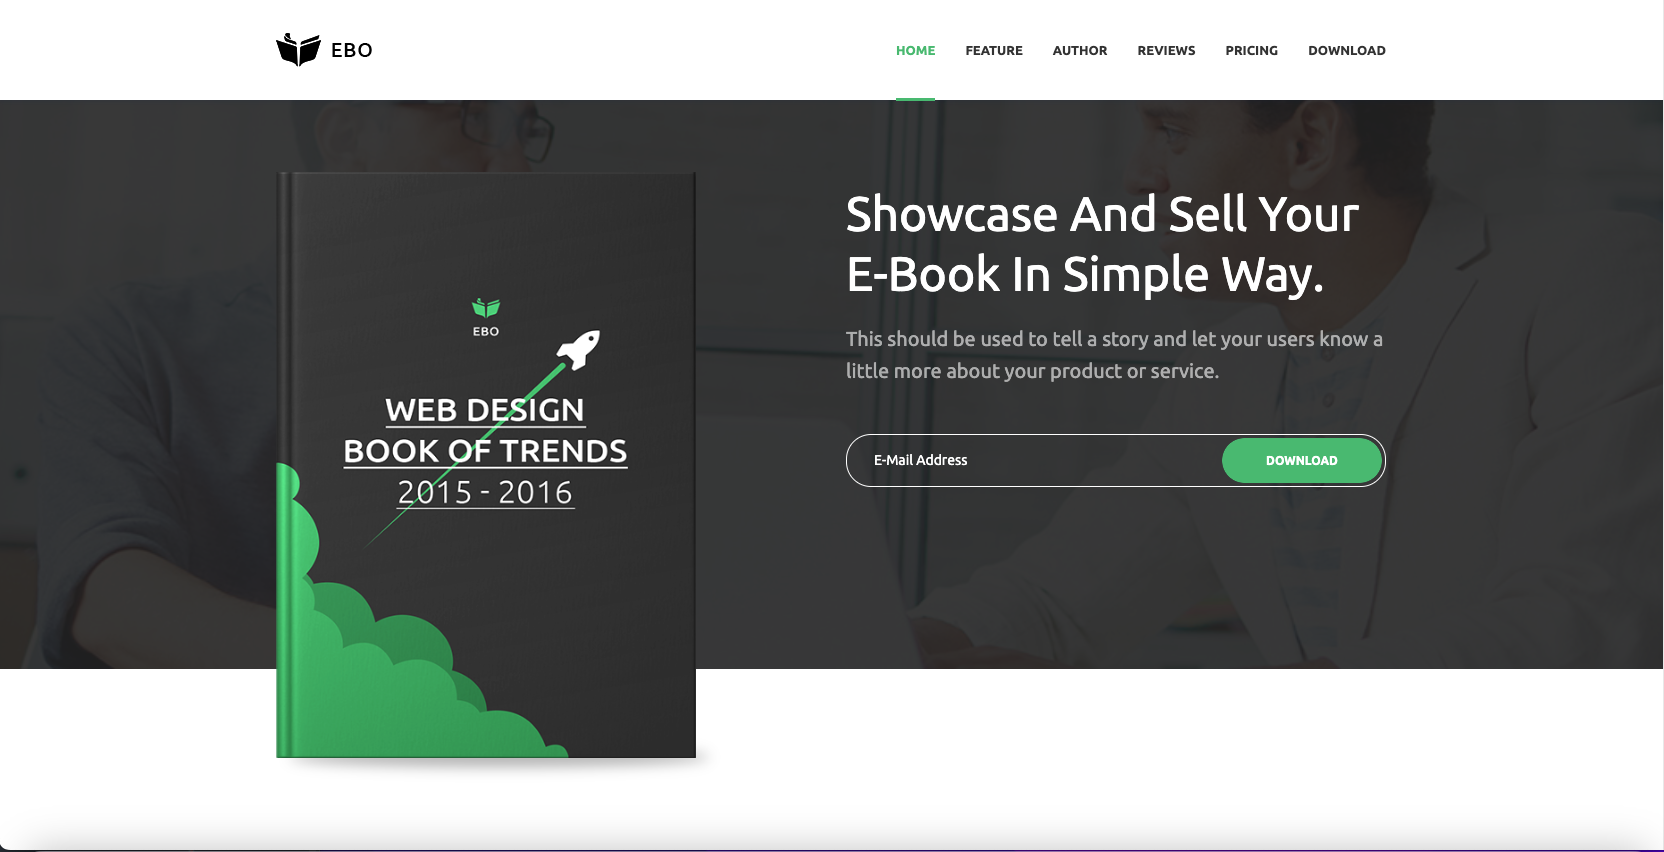 EBO
HOME FEATURE AUTHOR REVIEWS PRICING DOWNLOAD
EBO
WEB DESIGN
BOOK OF TRENDS
2015 - 2016
Showcase And Sell Your
E-Book In Simple Way.
This should be used to tell a story and let your users know a
little more about your product or service.
E-Mail Address DOWNLOAD